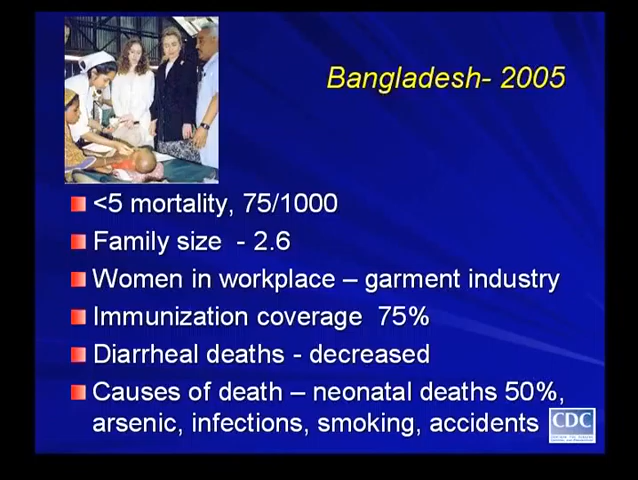 Bangladesh- 2005
<5 mortality, 75/1000
Family size - 2.6
Women in workplace – garment industry
Immunization coverage 75%
Diarrheal deaths - decreased
Causes of death – neonatal deaths 50%,
arsenic, infections, smoking, accidents
CDC